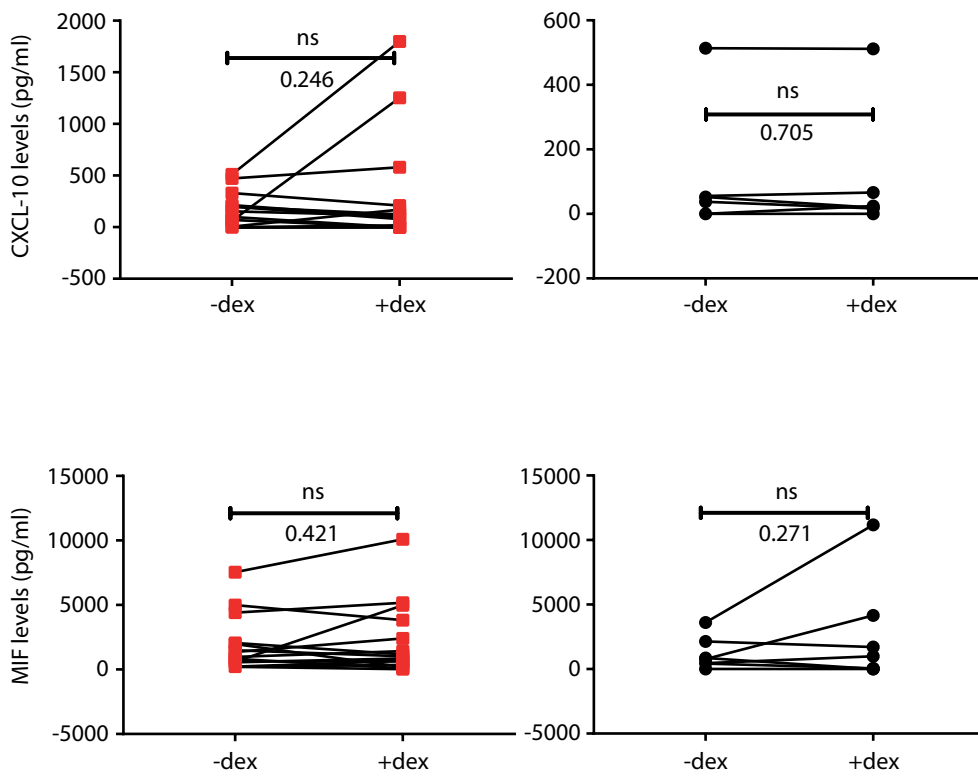 CXCL-10 levels (pg/ml)
2000
1500
1000
500
0
-500
ns
0.246
-dex
+dex
600
400
200
0
-200
ns
0.705
-dex
+dex
MIF levels (pg/ml)
15000
10000
5000
0
-5000
ns
0.421
-dex
+dex
15000
10000
5000
0
-5000
ns
0.271
-dex
+dex